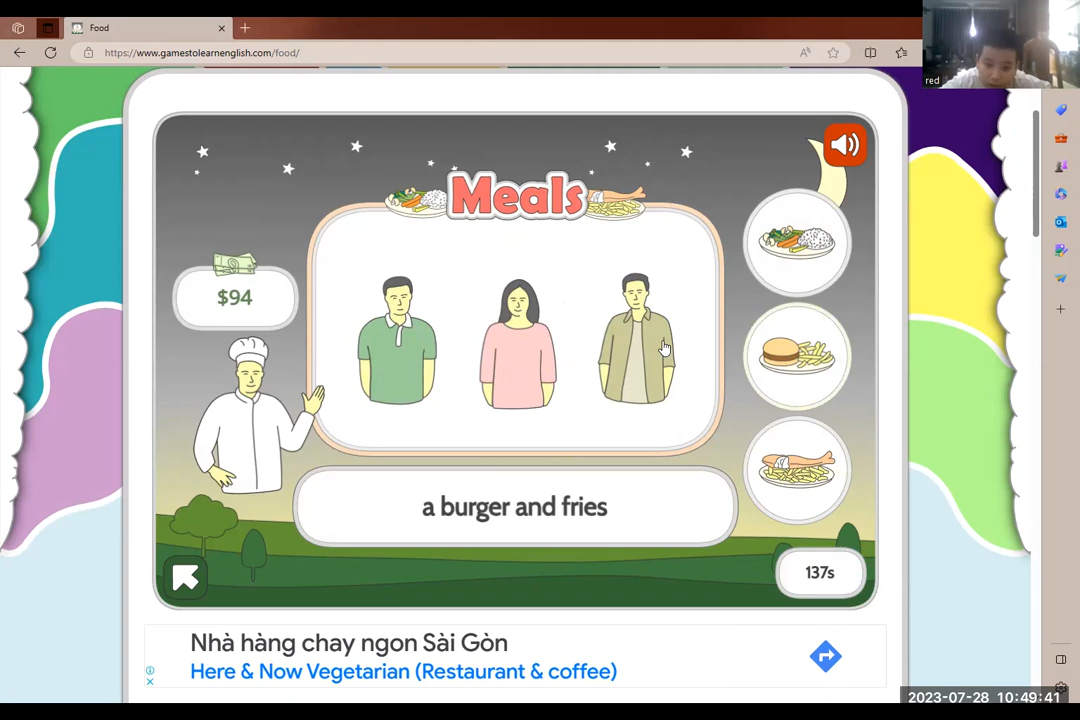 Food
https://www.gamestolearnenglish.com/food/
red
Meals
$94
a burger and fries
137s
Nhà hàng chay ngon Sài Gòn
Here & Now Vegetarian (Restaurant & coffee)
2023-07-28 10:49:41